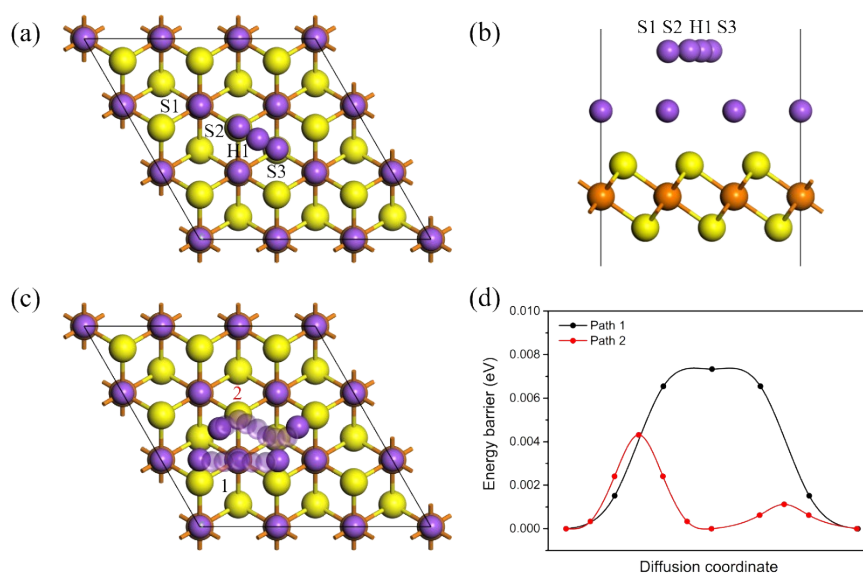 (a)
S1
S2
H1
S3
(b)
S1 S2 H1 S3
(c)
2
1
(d)
0.010
0.008
0.006
0.004
0.002
0.000
Energy barrier (eV)
Path 1
Path 2
Diffusion coordinate